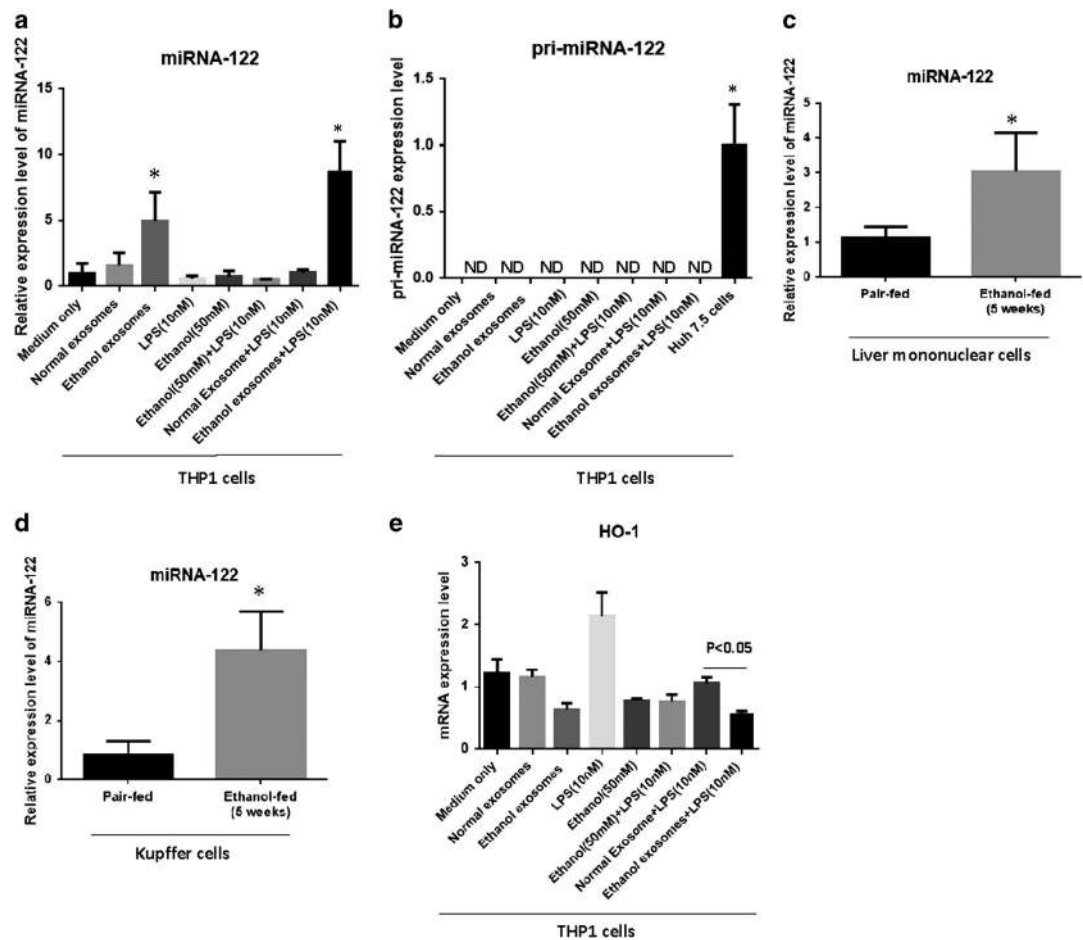 a
miRNA-122
Relative expression level of miRNA-122
15
10
5
0
*
*
Medium only
Normal exosomes
Ethanol exosomes
LPS(10nM)
Ethanol(50mM)
Ethanol(50mM)+LPS(10nM)
Normal Exosome+LPS(10nM)
Ethanol exosomes+LPS(10nM)
THP1 cells
b
pri-miRNA-122
pri-miRNA-122 expression level
1.5
1.0
0.5
0.0
ND ND ND ND ND ND ND ND
*
Medium only
Normal exosomes
Ethanol exosomes
LPS(10nM)
Ethanol(50mM)
Ethanol(50mM)+LPS(10nM)
Normal Exosome+LPS(10nM)
Ethanol exosomes+LPS(10nM)
Huh 7.5 cells
THP1 cells
c
miRNA-122
Relative expression level of miRNA-122
5
4
3
2
1
0
*
Pair-fed
Ethanol-fed
(5 weeks)
Liver mononuclear cells
d
miRNA-122
Relative expression level of miRNA-122
6
4
2
0
*
Pair-fed
Ethanol-fed
(5 weeks)
Kupffer cells
e
HO-1
mRNA expression level
3
2
1
0
P<0.05
Medium only
Normal exosomes
Ethanol exosomes
LPS(10nM)
Ethanol(50mM)
Ethanol(50mM)+LPS(10nM)
Normal Exosome+LPS(10nM)
Ethanol exosomies+LPS(10nM)
THP1 cells